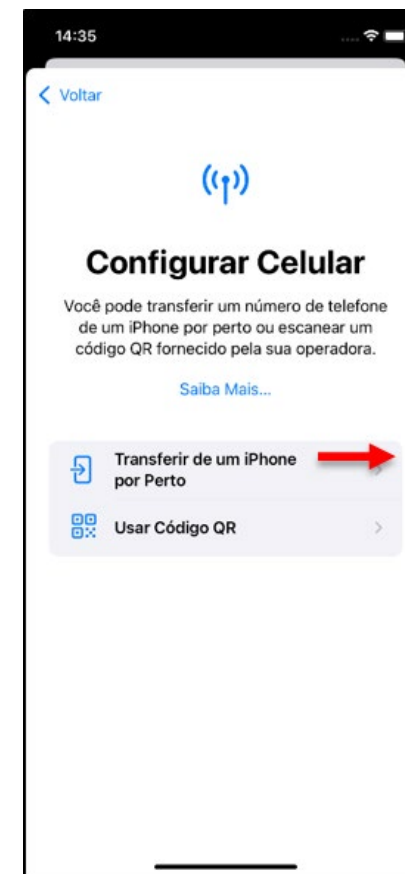 14:35
Voltar
Configurar Celular
Você pode transferir um número de telefone
de um iPhone por perto ou escanear um
código QR fornecido pela sua operadora.
Saiba Mais...
Transferir de um iPhone
por Perto
Usar Código QR